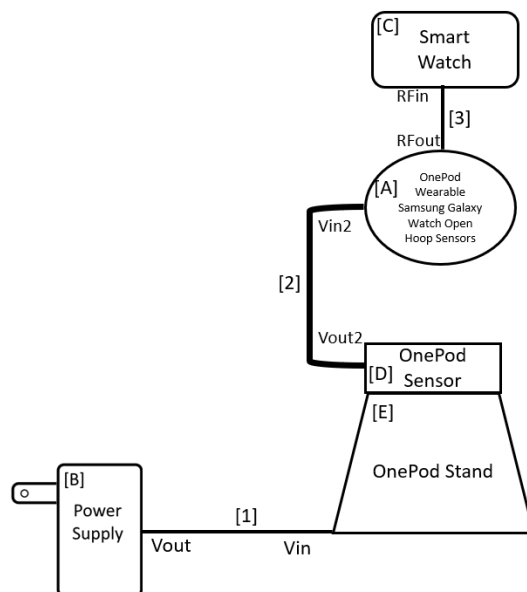 [C] Smart
Watch
RFin
[3]
RFout
[A]
OnePod
Wearable
Samsung Galaxy
Watch Open
Hoop Sensors
Vin2
[2]
Vout2
OnePod
[D] Sensor
[E]
OnePod Stand
[B]
Power
Supply
[1]
Vout
Vin